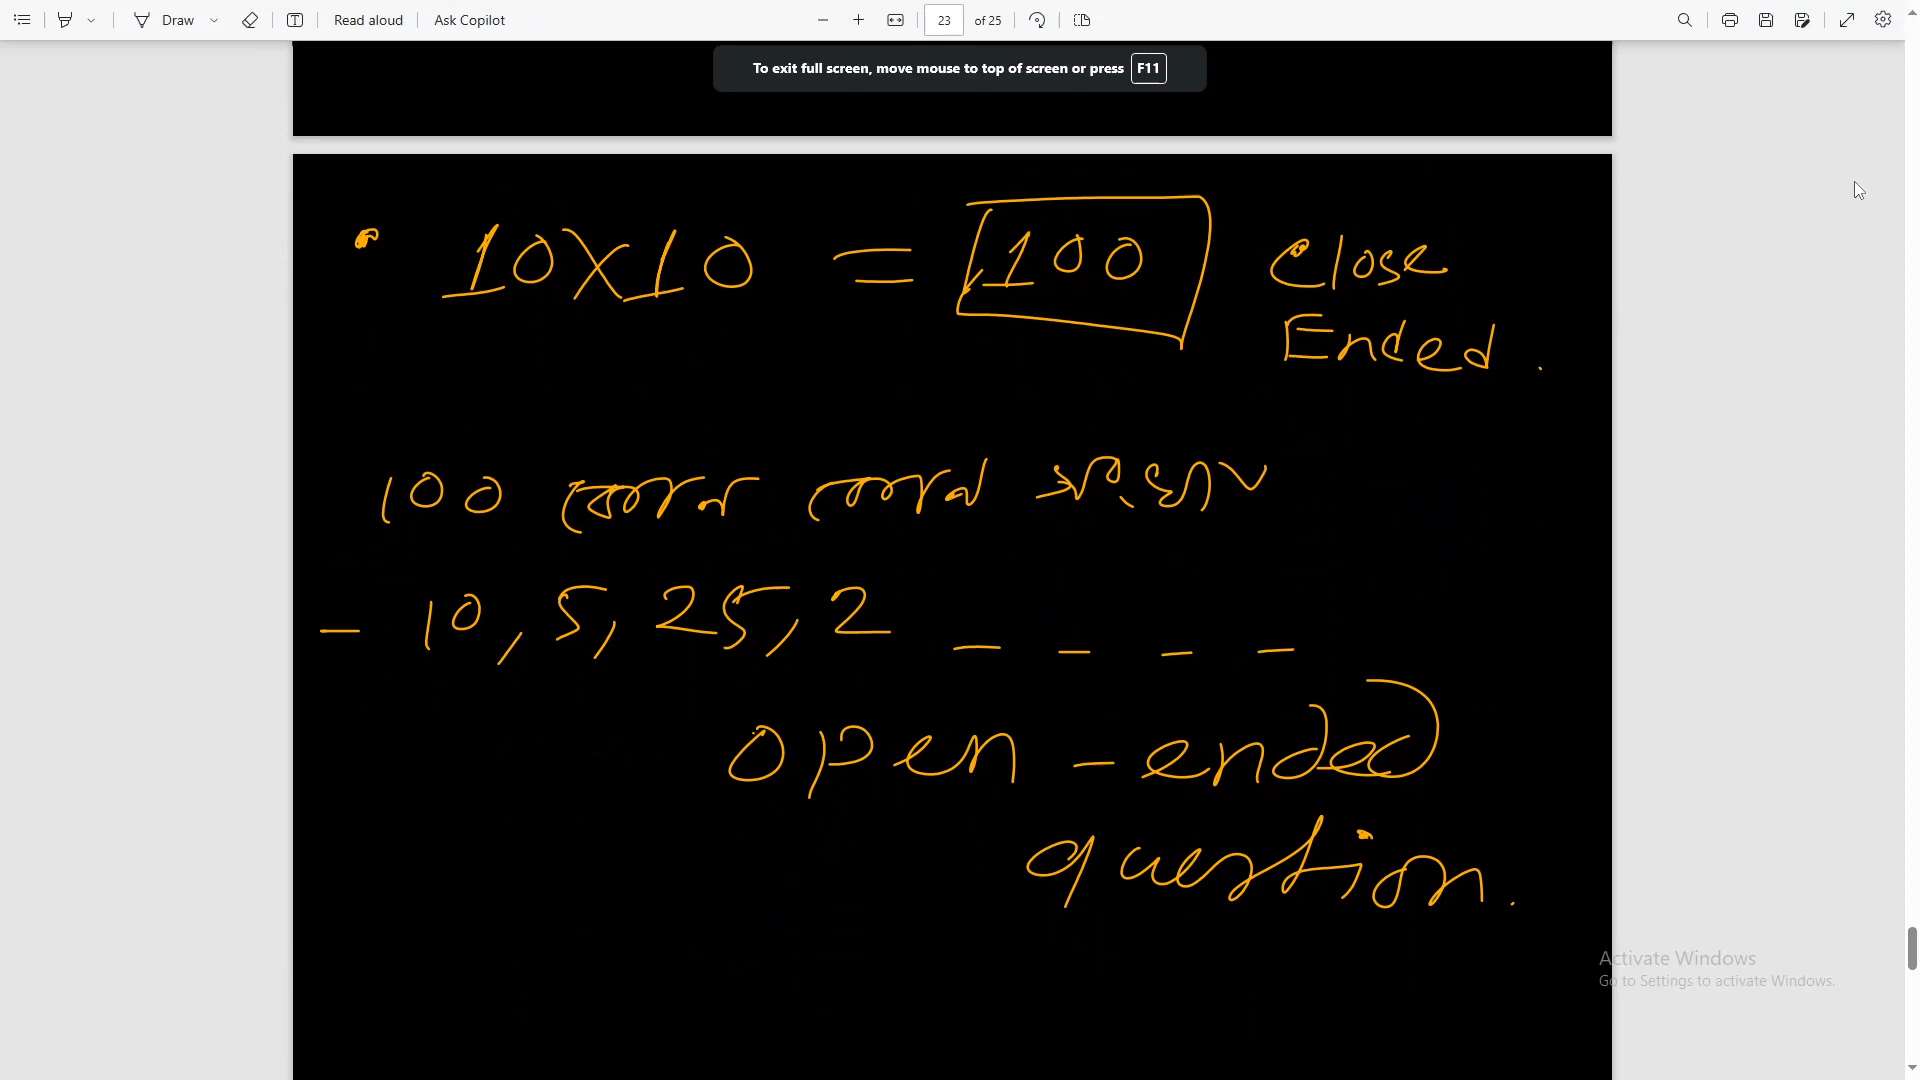 Draw Read aloud Ask Copilot 23 of 25
To exit full screen, move mouse to top of screen or press F11
10X10 = 100 Close
Ended.
100 কোন কোন সংখ্যা
- 10, 5, 25, 2 _ _ _ _
open-ended
question.
Activate Windows
Go to Settings to activate Windows.